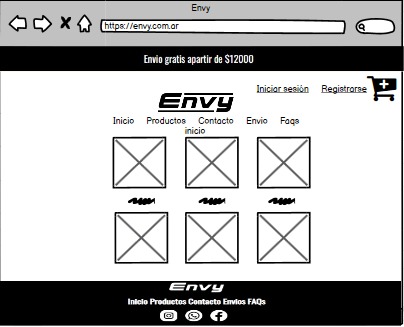 Envy
https://envy.com.ar
Envio gratis apartir de $12000
Iniciar sesión Registrarse
Envy
Inicio Productos Contacto Envio Faqs
inicio
Envy
Inicio Productos Contacto Envios FAQs